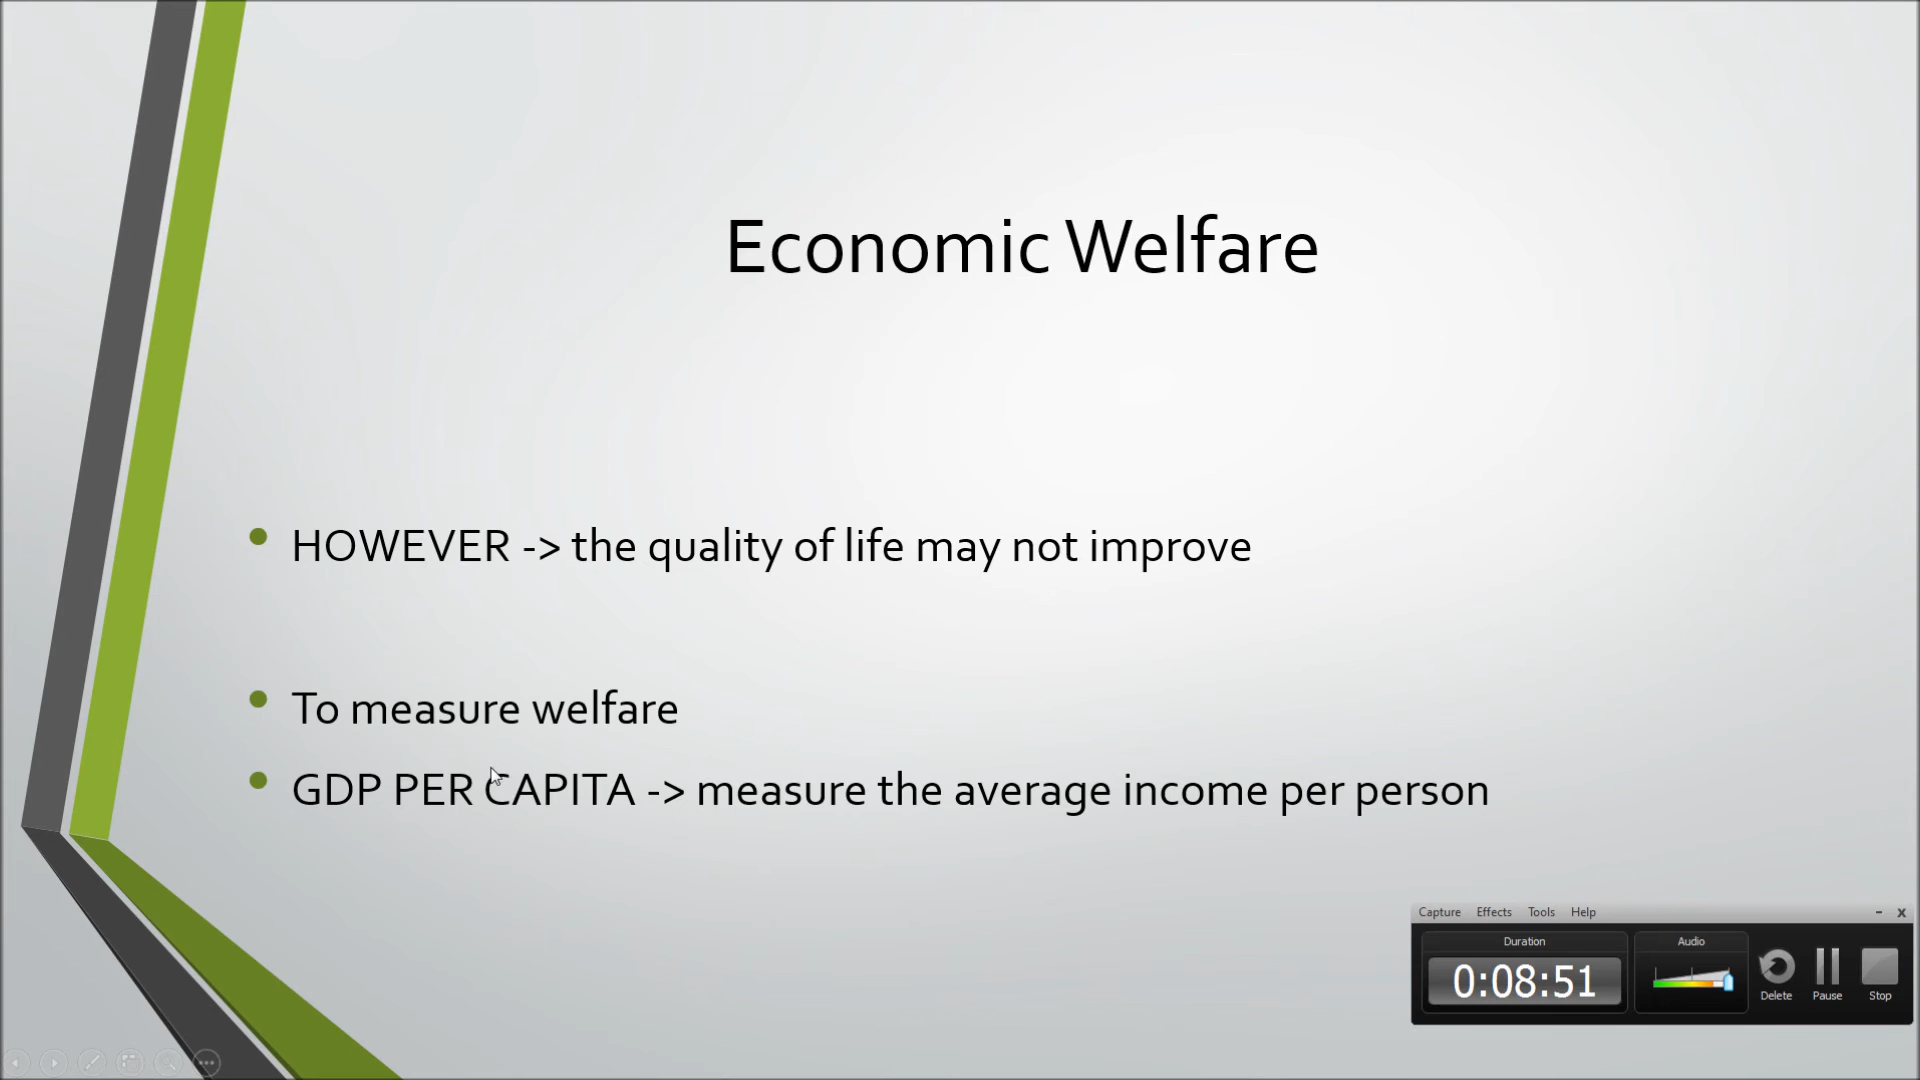 Economic Welfare
HOWEVER -> the quality of life may not improve
To measure welfare
GDP PER CAPITA -> measure the average income per person
Capture Effects Tools Help
Duration
Audio
0:08:51
Delete Pause Stop